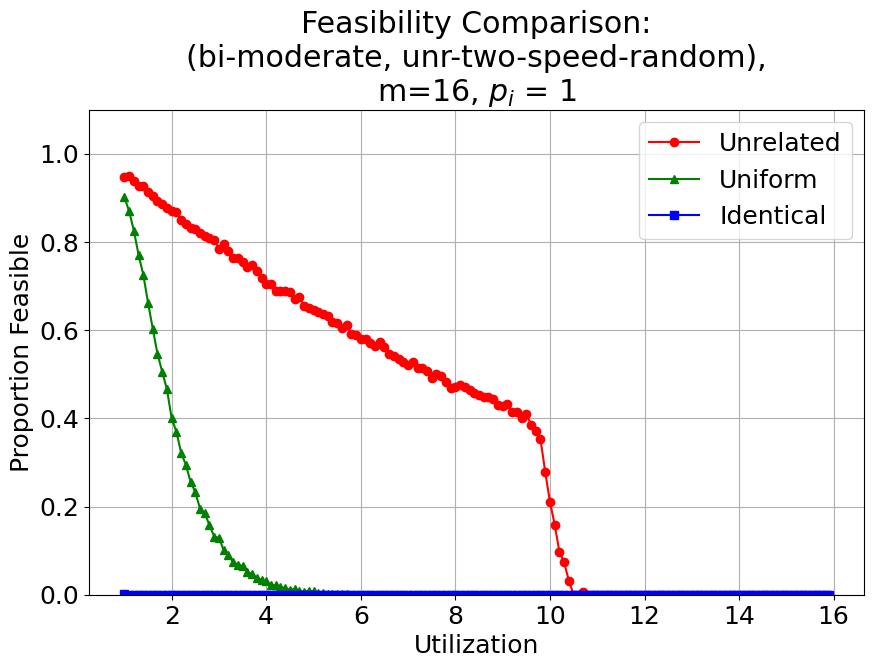 Feasibility Comparison:
(bi-moderate, unr-two-speed-random),
m=16, $p_i$ = 1
Unrelated
Uniform
Identical
Proportion Feasible
1.0
0.8
0.6
0.4
0.2
0.0
2 4 6 8 10 12 14 16
Utilization